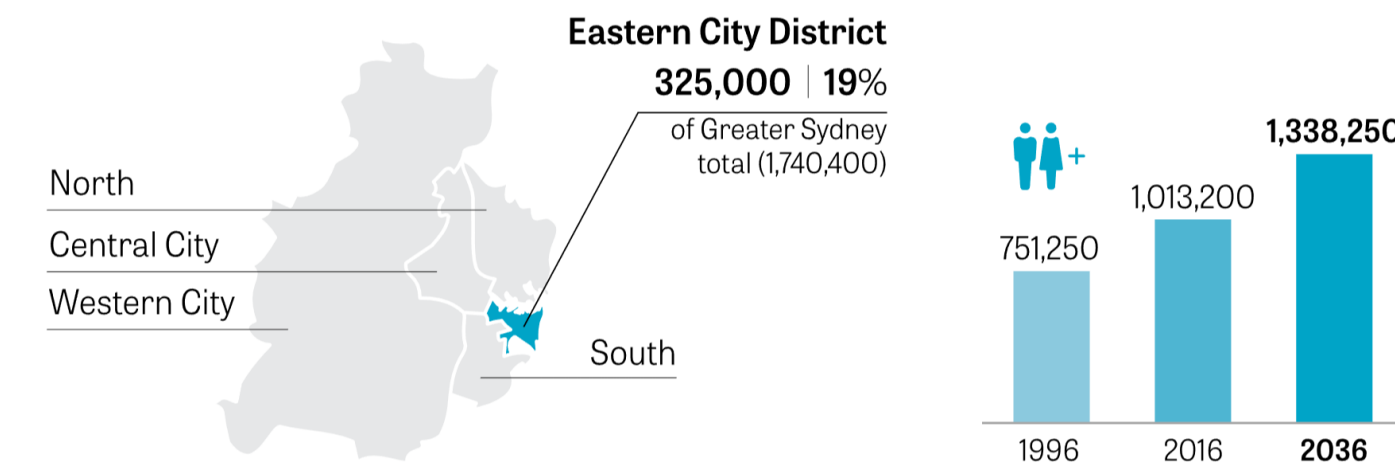 Eastern City District
325,000 | 19%
of Greater Sydney
total (1,740,400)
North
Central City
Western City
South
+
1,338,250
1,013,200
751,250
1996
2016
2036